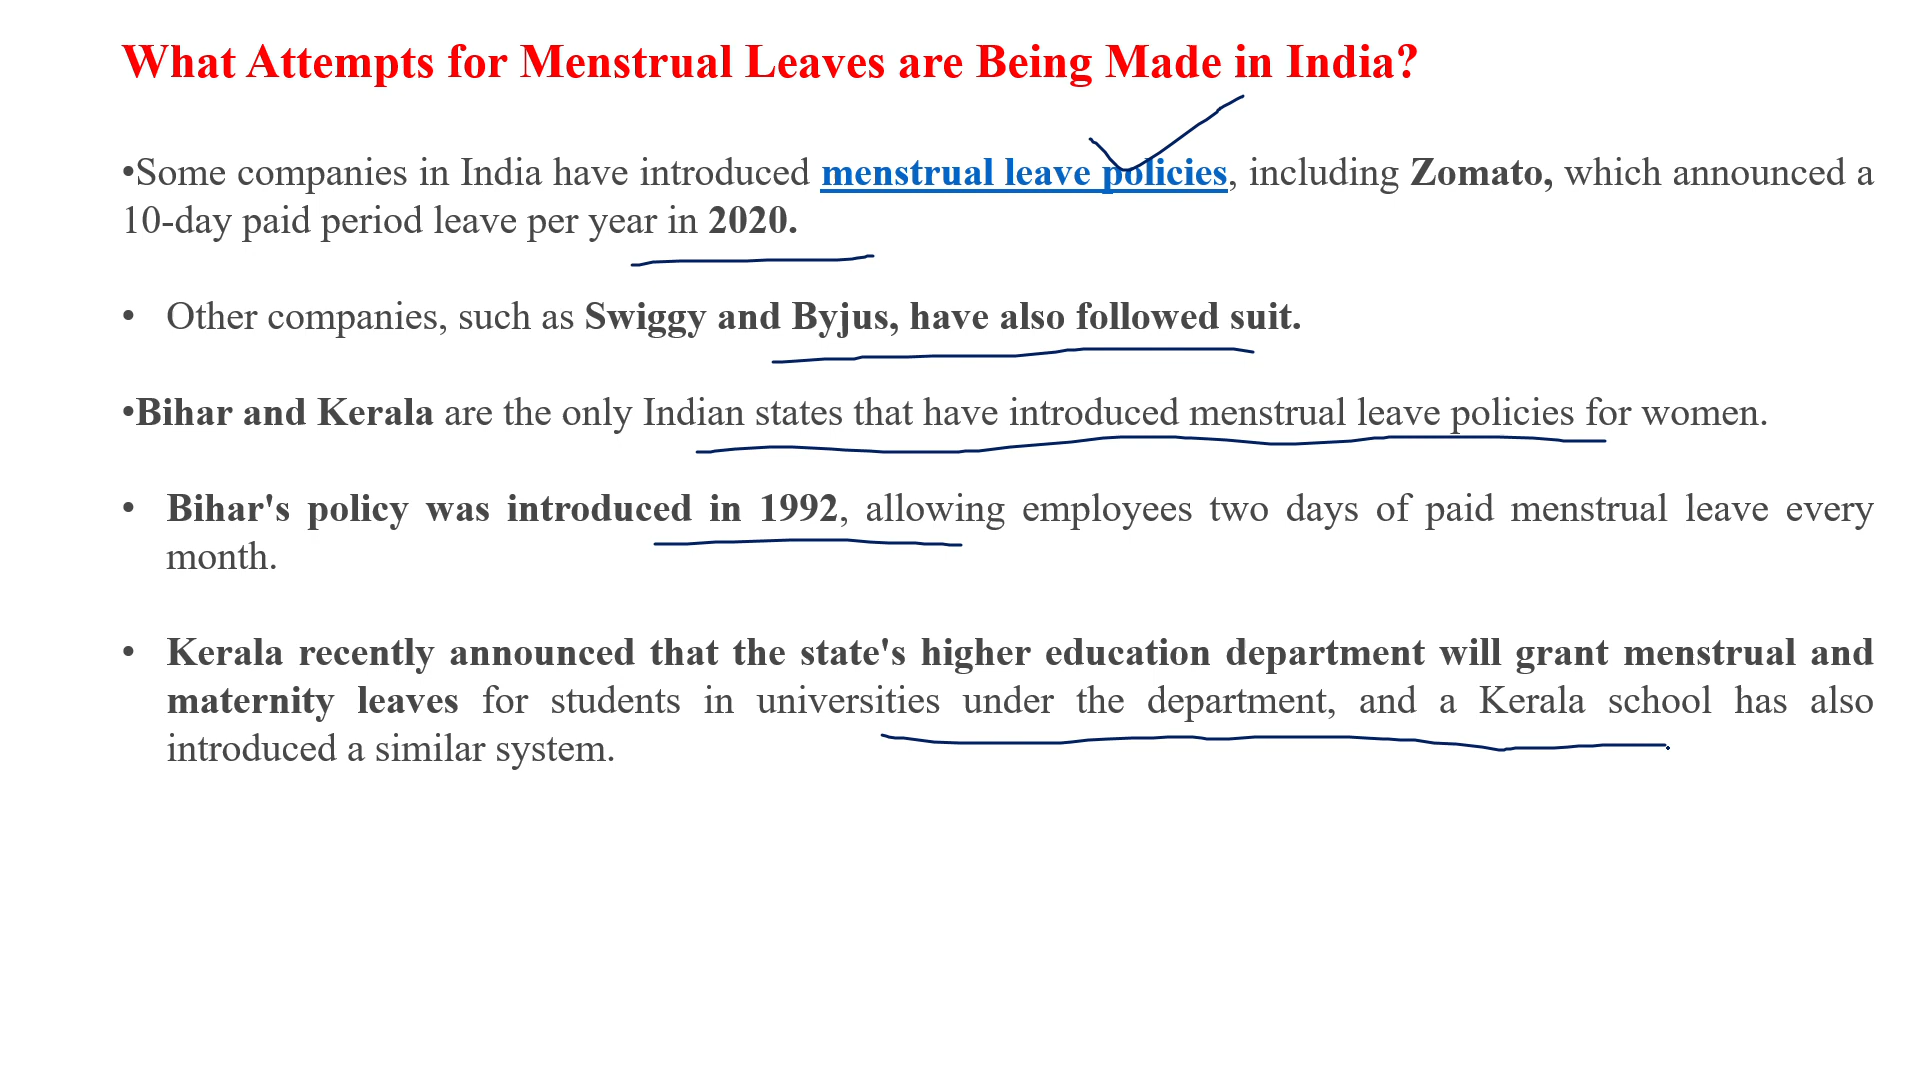 What Attempts for Menstrual Leaves are Being Made in India?
•Some companies in India have introduced menstrual leave policies, including Zomato, which announced a
10-day paid period leave per year in 2020.
• Other companies, such as Swiggy and Byjus, have also followed suit.
•Bihar and Kerala are the only Indian states that have introduced menstrual leave policies for women.
• Bihar's policy was introduced in 1992, allowing employees two days of paid menstrual leave every
month.
• Kerala recently announced that the state's higher education department will grant menstrual and
maternity leaves for students in universities under the department, and a Kerala school has also
introduced a similar system.